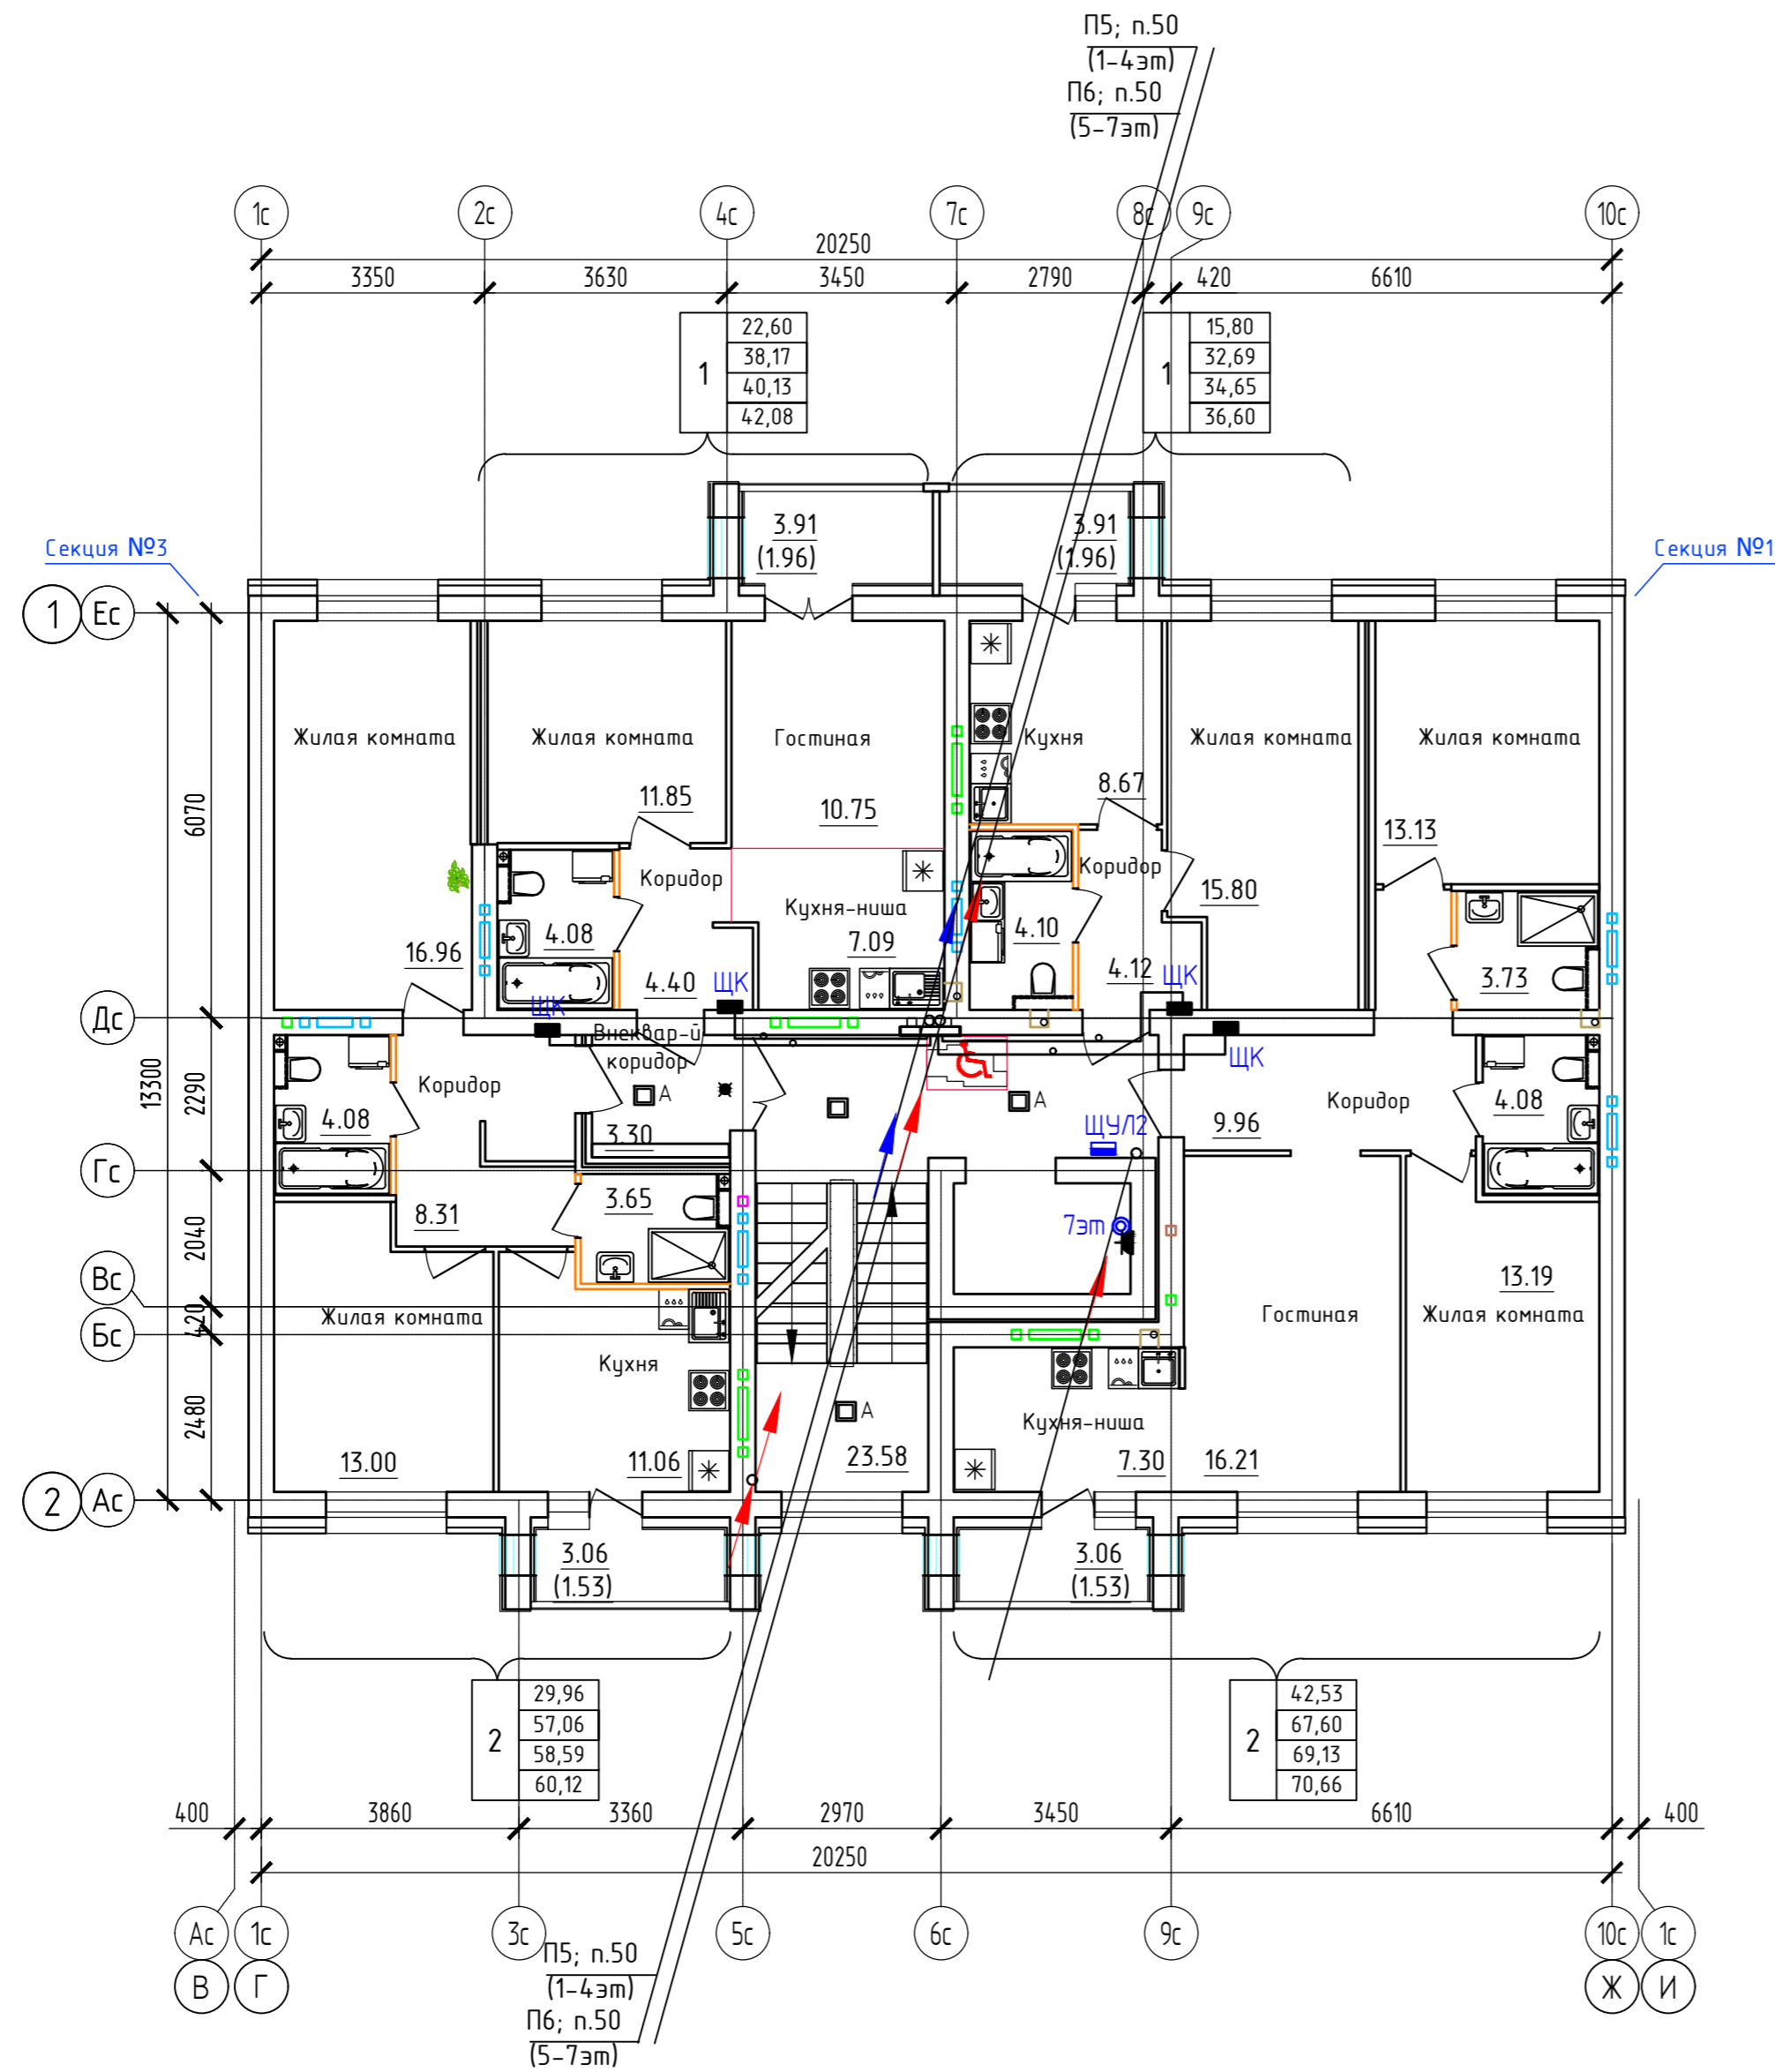 П5; п.50
(1-4эт)
П6; п.50
(5-7эт)
1с 2с 4с 7с 8с 9с 10с
20250
3350 3630 3450 2790 420 6610
1
22,60
38,17
40,13
42,08
1
15,80
32,69
34,65
36,60
Секция №3
3.91
(1.96)
3.91
(1.96)
Секция №1
1 Ес
Жилая комната
Жилая комната
Гостиная
Кухня
Жилая комната
Жилая комната
11.85
10.75
8.67
13.13
6070
Коридор
Коридор
15.80
Кухня-ниша
16.96
4.08
7.09
4.10
4.40
ЩК
4.12
ЩК
3.73
Дс
ЩК
Внеквар-й
коридор
ЩК
13300
2290
Коридор
А
А
Коридор
4.08
4.08
3.30
ЩУЛ2
9.96
Гс
3.65
8.31
7эт
2040
Вс
13.19
420
Жилая комната
Гостиная
Жилая комната
Бс
Кухня
2480
А
Кухня-ниша
13.00
11.06
23.58
7.30
16.21
2 Ас
3.06
(1.53)
3.06
(1.53)
2
29,96
57,06
58,59
60,12
2
42,53
67,60
69,13
70,66
400 3860 3360 2970 3450 6610 400
20250
Ас 1с 3с 5с 6с 9с 10с 1с
В Г Ж И
П5; п.50
(1-4эт)
П6; п.50
(5-7эт)